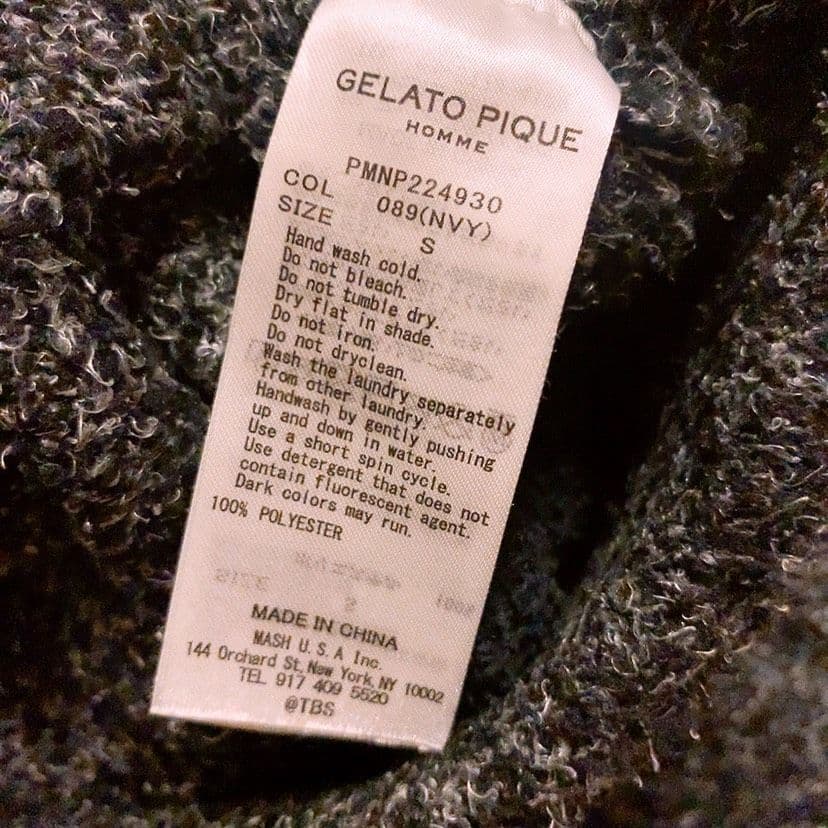 GELATO PIQUE
HOMME
PMNP224930
COL 089(NVY)
SIZE S
Hand wash cold.
Do not bleach.
Do not tumble dry.
Dry flat in shade.
Do not iron.
Do not dryclean.
Wash the laundry separately
from other laundry.
Handwash by gently pushing
up and down in water.
Use a short spin cycle.
Use detergent that does not
contain fluorescent agent.
Dark colors may run.
100% POLYESTER
MADE IN CHINA
MASH U.S.A Inc.
144 Orchard St, New York, NY 10002
TEL 917 409 5520
@TBS